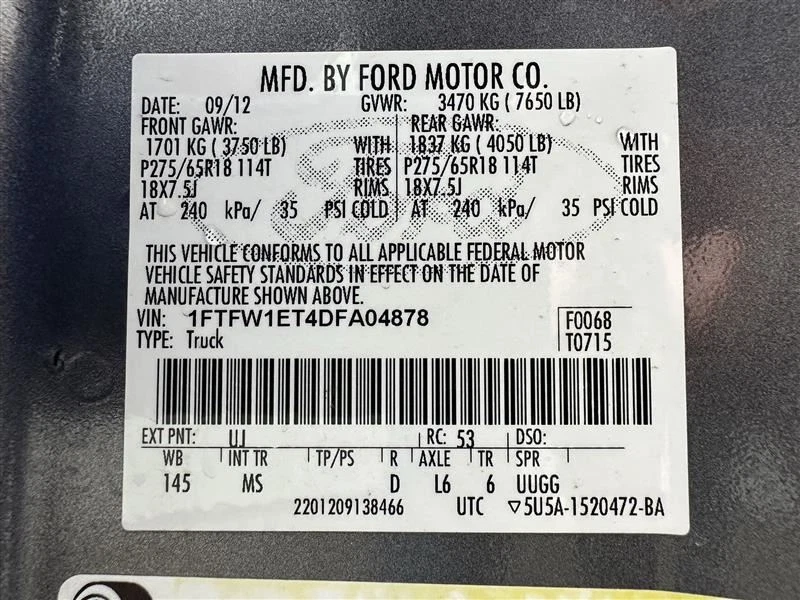 MFD. BY FORD MOTOR CO.
DATE: 09/12 GVWR: 3470 KG ( 7650 LB)
FRONT GAWR: REAR GAWR:
1701 KG ( 3750 LB) WITH 1837 KG ( 4050 LB) WITH
P275/65R18 114T TIRES P275/65R18 114T TIRES
18X7.5J RIMS 18X7.5J RIMS
AT 240 kPa/ 35 PSI COLD AT 240 kPa/ 35 PSI COLD
Ford
THIS VEHICLE CONFORMS TO ALL APPLICABLE FEDERAL MOTOR
VEHICLE SAFETY STANDARDS IN EFFECT ON THE DATE OF
MANUFACTURE SHOWN ABOVE.
VIN: 1FTFW1ET4DFA04878 F0068
TYPE: Truck T0715
EXT PNT: UJ RC: 53 DSO:
WB INT TR TP/PS R AXLE TR SPR
145 MS D L6 6 UUGG
2201209138466 UTC ▽5U5A-1520472-BA